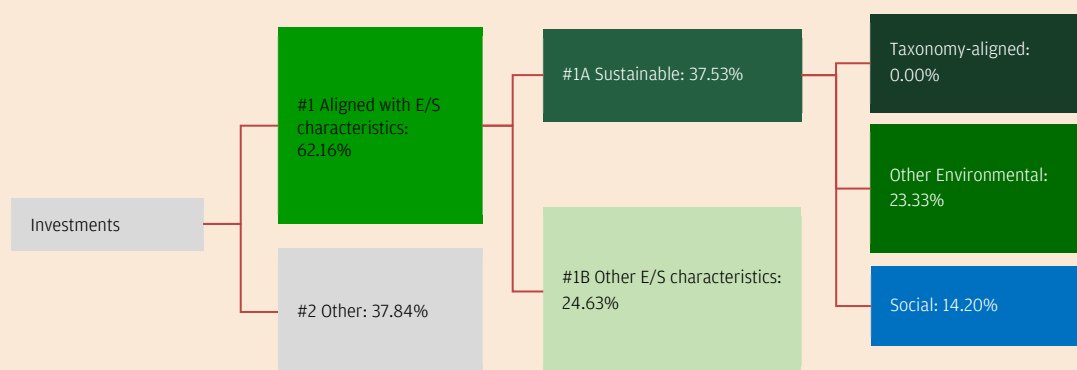 Investments
#1 Aligned with E/S
characteristics:
62.16%
#2 Other: 37.84%
#1A Sustainable: 37.53%
#1B Other E/S characteristics:
24.63%
Taxonomy-aligned:
0.00%
Other Environmental:
23.33%
Social: 14.20%